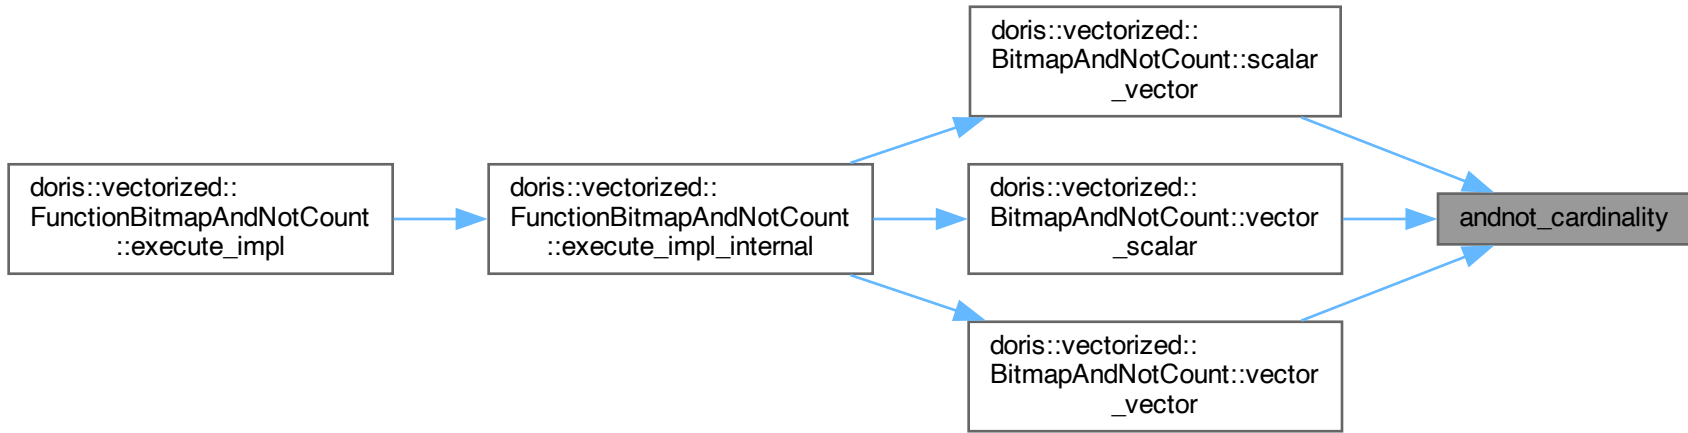 doris::vectorized::
FunctionBitmapAndNotCount
::execute_impl
doris::vectorized::
FunctionBitmapAndNotCount
::execute_impl_internal
doris::vectorized::
BitmapAndNotCount::scalar
_vector
doris::vectorized::
BitmapAndNotCount::vector
_scalar
doris::vectorized::
BitmapAndNotCount::vector
_vector
andnot_cardinality